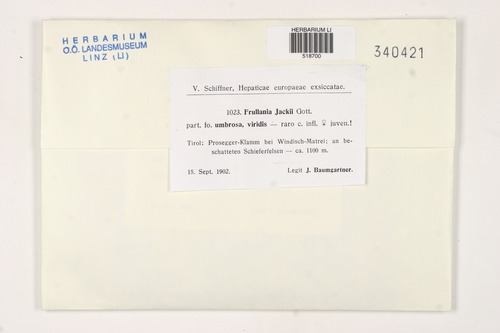 HERBARIUM
O.Ö. LANDESMUSEUM
LINZ (LI)
HERBARIUM LI
518700
340421
V. Schiffner, Hepaticae europaeae exsiccatae.
1023. Frullania Jackii Gott.
part. fo. umbrosa, viridis — raro c. infl. ♀ juven.!
Tirol: Prosegger-Klamm bei Windisch-Matrei; an be-
schatteten Schieferfelsen — ca. 1100 m.
15. Sept. 1902. Legit J. Baumgartner.